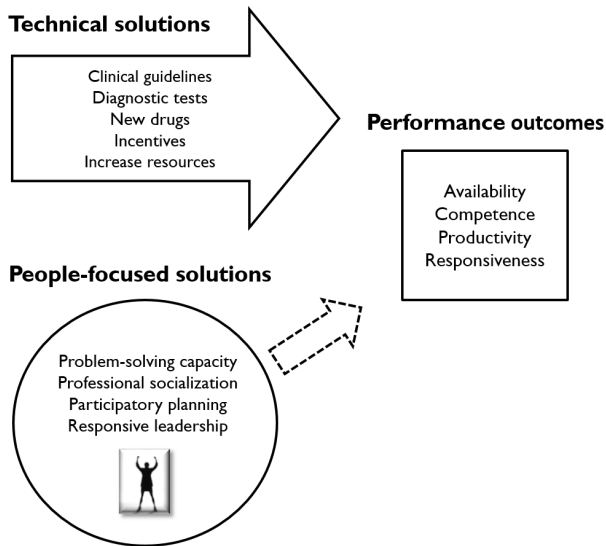 Technical solutions
Clinical guidelines
Diagnostic tests
New drugs
Incentives
Increase resources
Performance outcomes
Availability
Competence
Productivity
Responsiveness
People-focused solutions
Problem-solving capacity
Professional socialization
Participatory planning
Responsive leadership